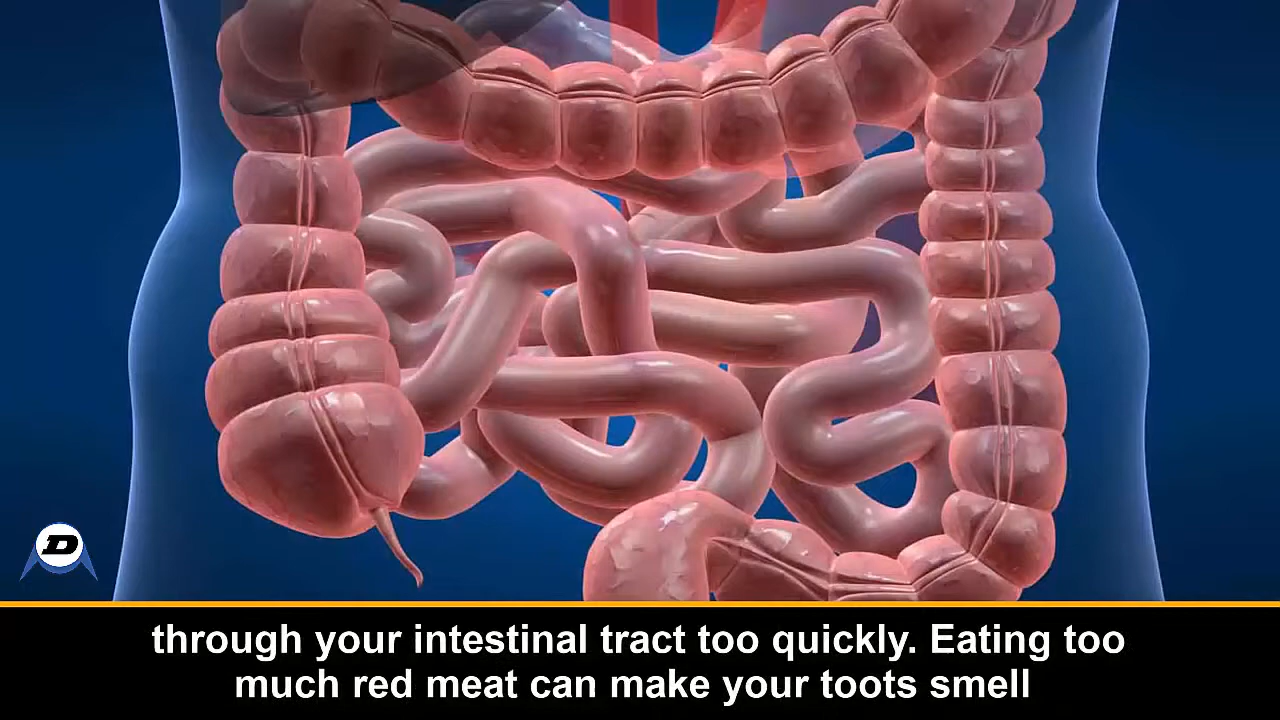 D
through your intestinal tract too quickly. Eating too
much red meat can make your toots smell